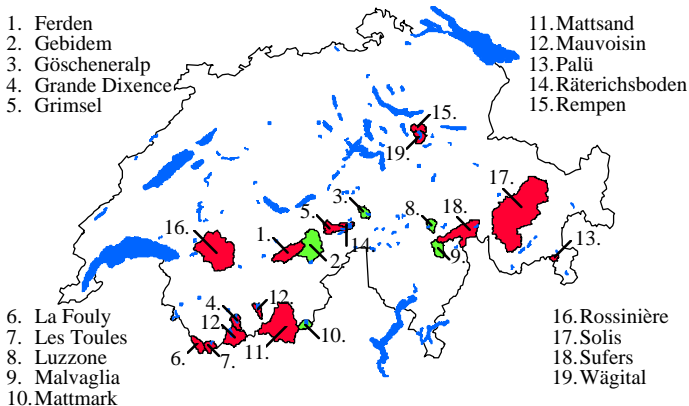 1. Ferden
2. Gebidem
3. Göscheneralp
4. Grande Dixence
5. Grimsel
11. Mattsand
12. Mauvoisin
13. Palü
14. Räterichsboden
15. Rempen
15.
19.
17.
3.
8.
18.
5.
16.
1.
14.
13.
2.
9.
4.
12.
12.
6.
7.
11.
10.
6. La Fouly
7. Les Toules
8. Luzzone
9. Malvaglia
10. Mattmark
16. Rossinière
17. Solis
18. Sufers
19. Wägital